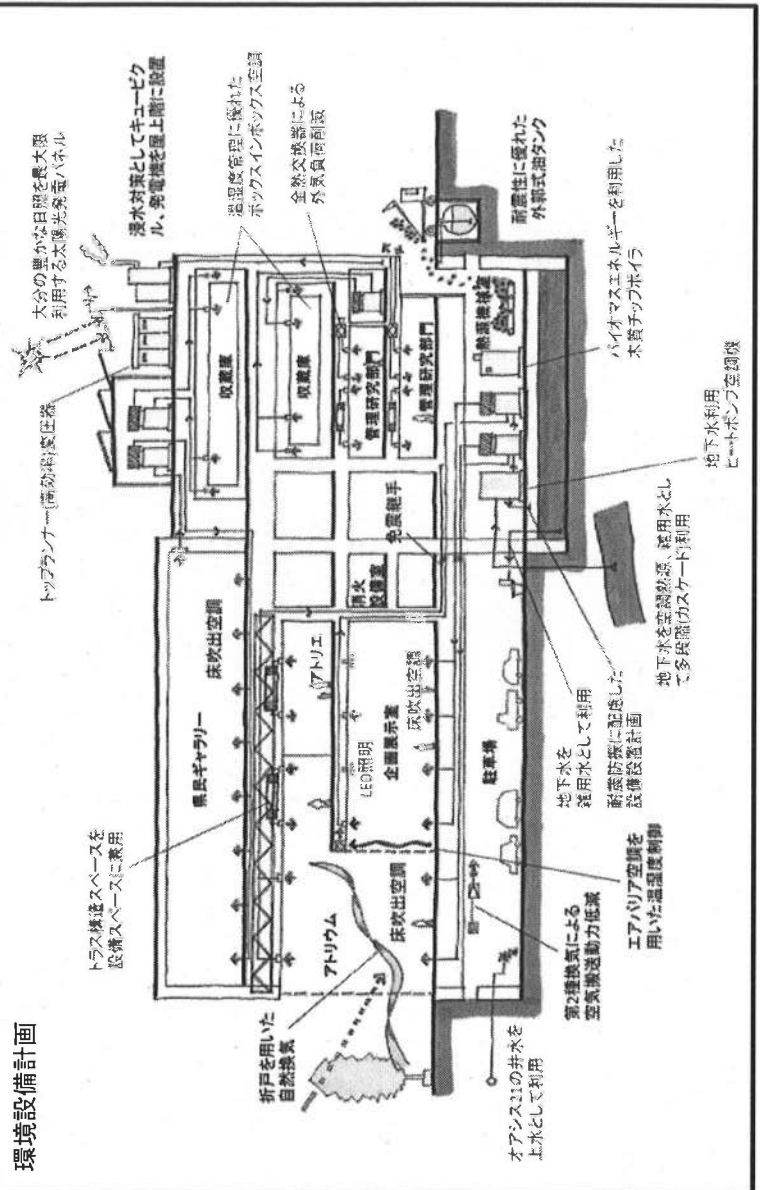 環境設備計画
大分の豊かな日照を最大限
利用する太陽光発電パネル
トップランナー(高効率)変圧器
浸水対策としてキュービク
ル、発電機を屋上階に設置
温湿度管理に優れた
ボックスインボックス空調
全熱交換器による
外気負荷削減
トラス構造スペースを
設備スペースに兼用
県民ギャラリー
床吹出空調
収蔵庫
収蔵庫
管理研究部門
管理研究部門
アトリエ
消火
設備室
免震継手
折戸を用いた
自然換気
アトリウム
床吹出空調
LED照明
企画展示室
床吹出空調
駐車場
熱源機械室
耐震性に優れた
外郭式油タンク
バイオマスエネルギーを利用した
木質チップボイラ
地下水利用
ヒートポンプ空調機
地下水を空調熱源、雑用水とし
て多段階(カスケード)利用
地下水を
雑用水として利用
耐震防振に配慮した
設備設置計画
エアバリア空調を
用いた温湿度制御
第2種換気による
空気搬送動力低減
オアシス21の井水を
上水として利用